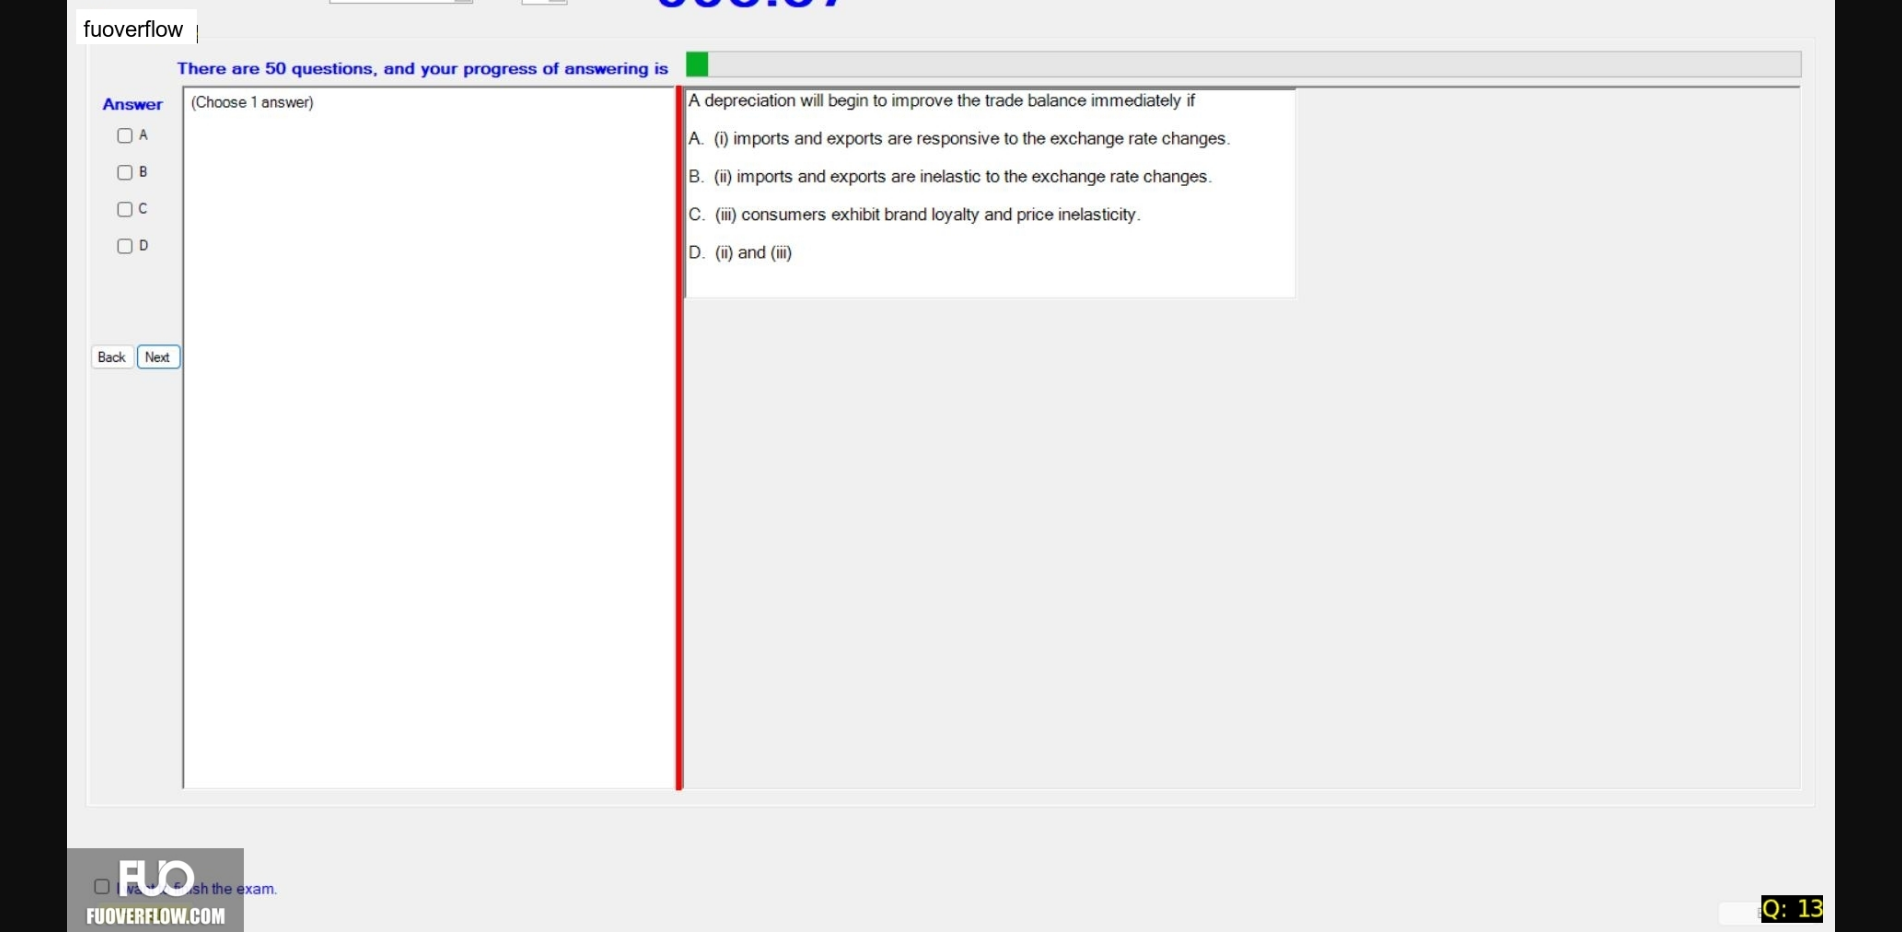 fuoverflow
There are 50 questions, and your progress of answering is
Answer
(Choose 1 answer)
A
B
C
D
Back
Next
A depreciation will begin to improve the trade balance immediately if
A. (i) imports and exports are responsive to the exchange rate changes.
B. (ii) imports and exports are inelastic to the exchange rate changes.
C. (iii) consumers exhibit brand loyalty and price inelasticity.
D. (ii) and (iii)
FUO
the exam.
FUOVERFLOW.COM
Q: 13